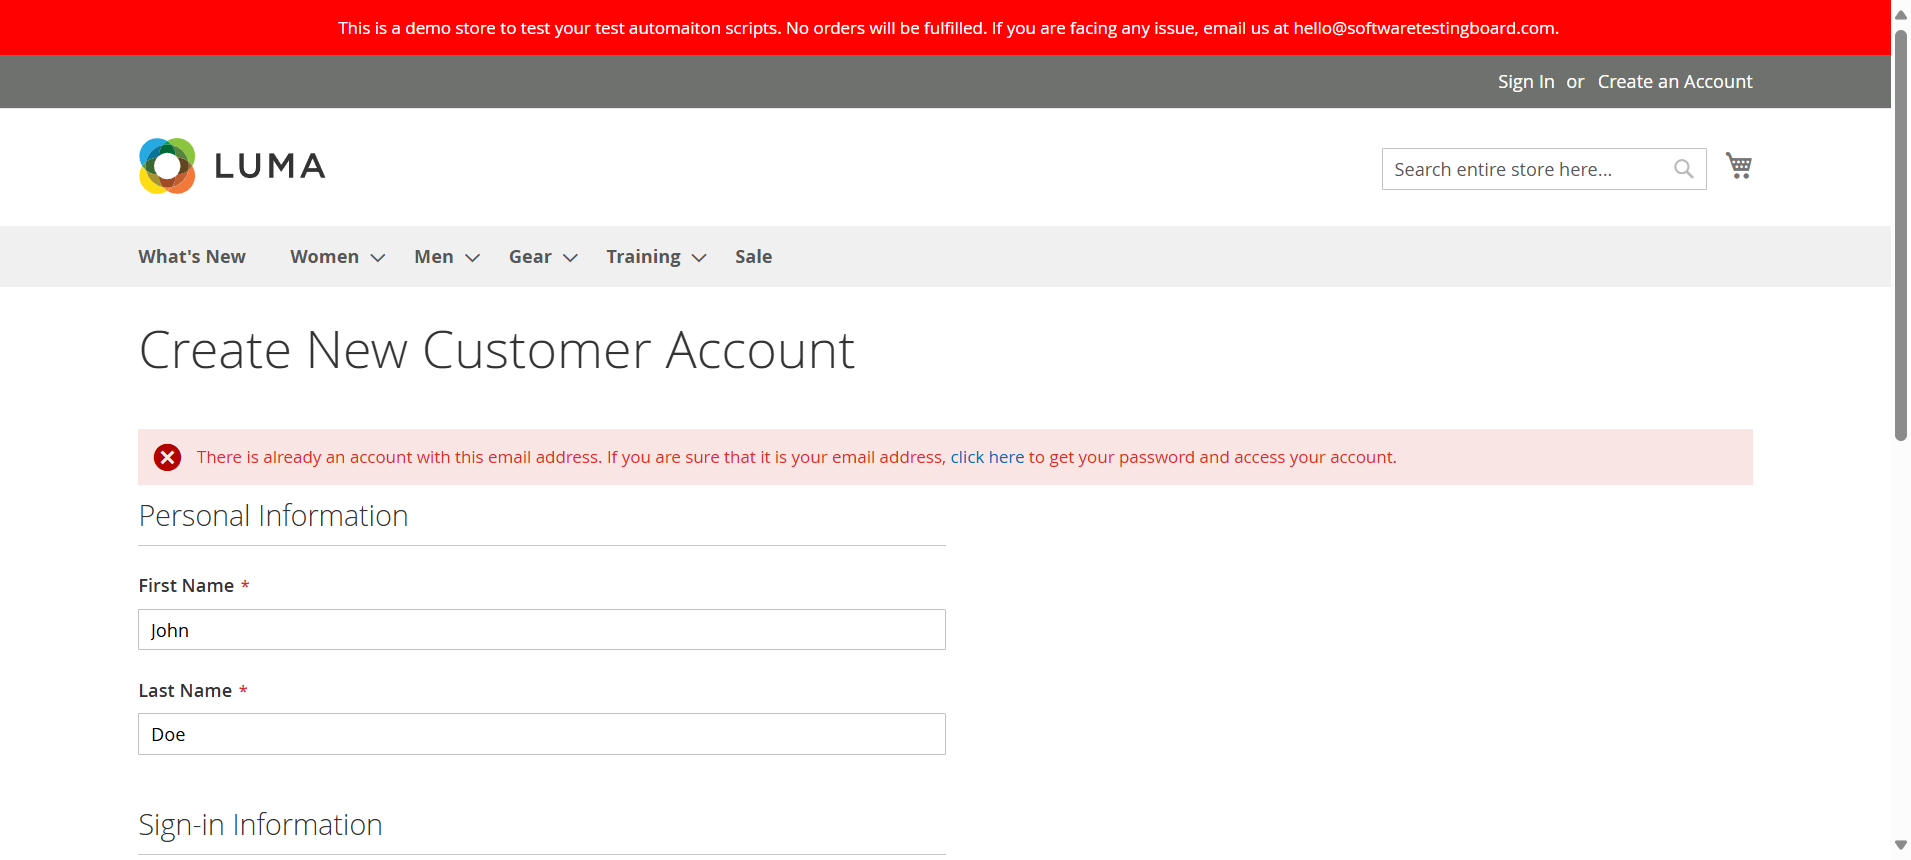 This is a demo store to test your test automaiton scripts. No orders will be fulfilled. If you are facing any issue, email us at hello@softwaretestingboard.com.
Sign In or Create an Account
LUMA
Search entire store here...
What's New Women Men Gear Training Sale
Create New Customer Account
There is already an account with this email address. If you are sure that it is your email address, click here to get your password and access your account.
Personal Information
First Name *
John
Last Name *
Doe
Sign-in Information